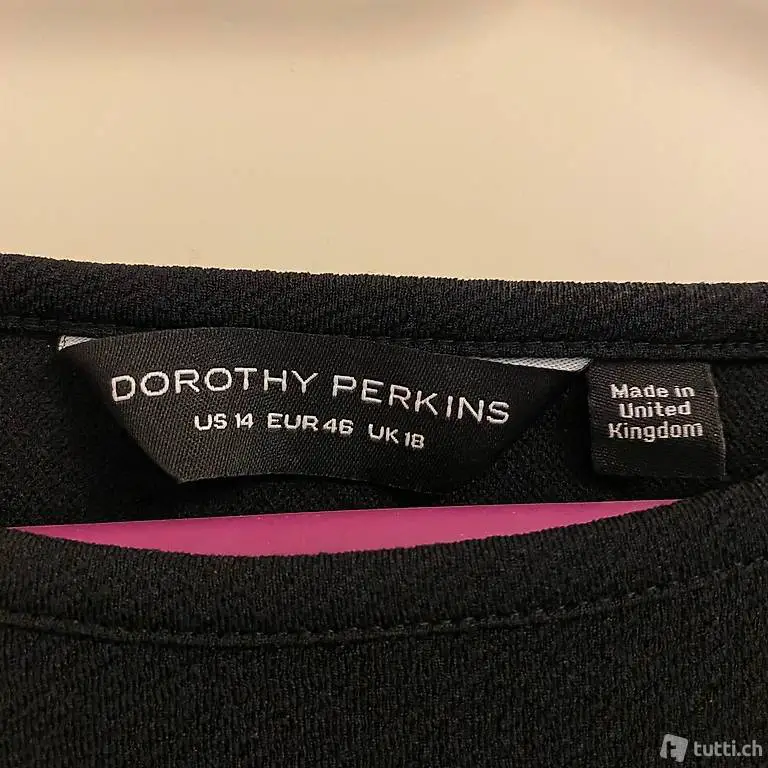 DOROTHY PERKINS
US 14 EUR 46 UK 18
Made in
United
Kingdom
tutti.ch